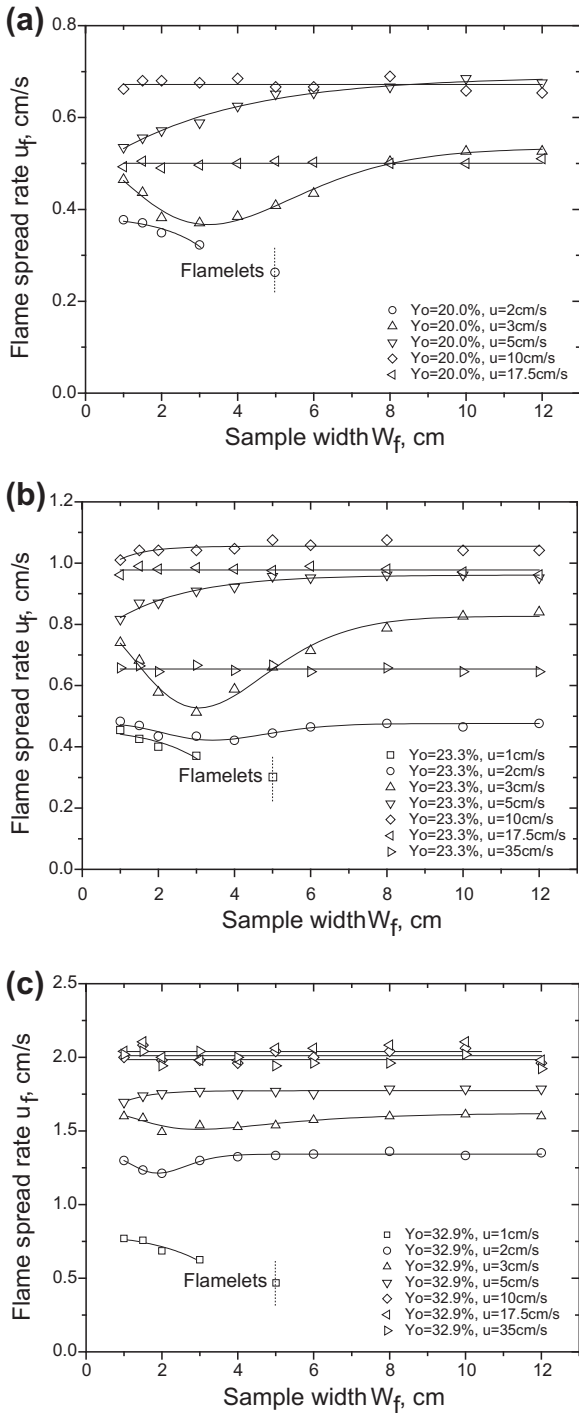 (a)
0.8
0.6
0.4
0.2
0.0
Flame spread rate uf, cm/s
Flamelets
Yo=20.0%, u=2cm/s
Yo=20.0%, u=3cm/s
Yo=20.0%, u=5cm/s
Yo=20.0%, u=10cm/s
Yo=20.0%, u=17.5cm/s
0 2 4 6 8 10 12
Sample width Wf, cm
(b)
1.2
1.0
0.8
0.6
0.4
0.2
0.0
Flame spread rate uf, cm/s
Flamelets
Yo=23.3%, u=1cm/s
Yo=23.3%, u=2cm/s
Yo=23.3%, u=3cm/s
Yo=23.3%, u=5cm/s
Yo=23.3%, u=10cm/s
Yo=23.3%, u=17.5cm/s
Yo=23.3%, u=35cm/s
0 2 4 6 8 10 12
Sample width Wf, cm
(c)
2.5
2.0
1.5
1.0
0.5
0.0
Flame spread rate uf, cm/s
Flamelets
Yo=32.9%, u=1cm/s
Yo=32.9%, u=2cm/s
Yo=32.9%, u=3cm/s
Yo=32.9%, u=5cm/s
Yo=32.9%, u=10cm/s
Yo=32.9%, u=17.5cm/s
Yo=32.9%, u=35cm/s
0 2 4 6 8 10 12
Sample width Wf, cm